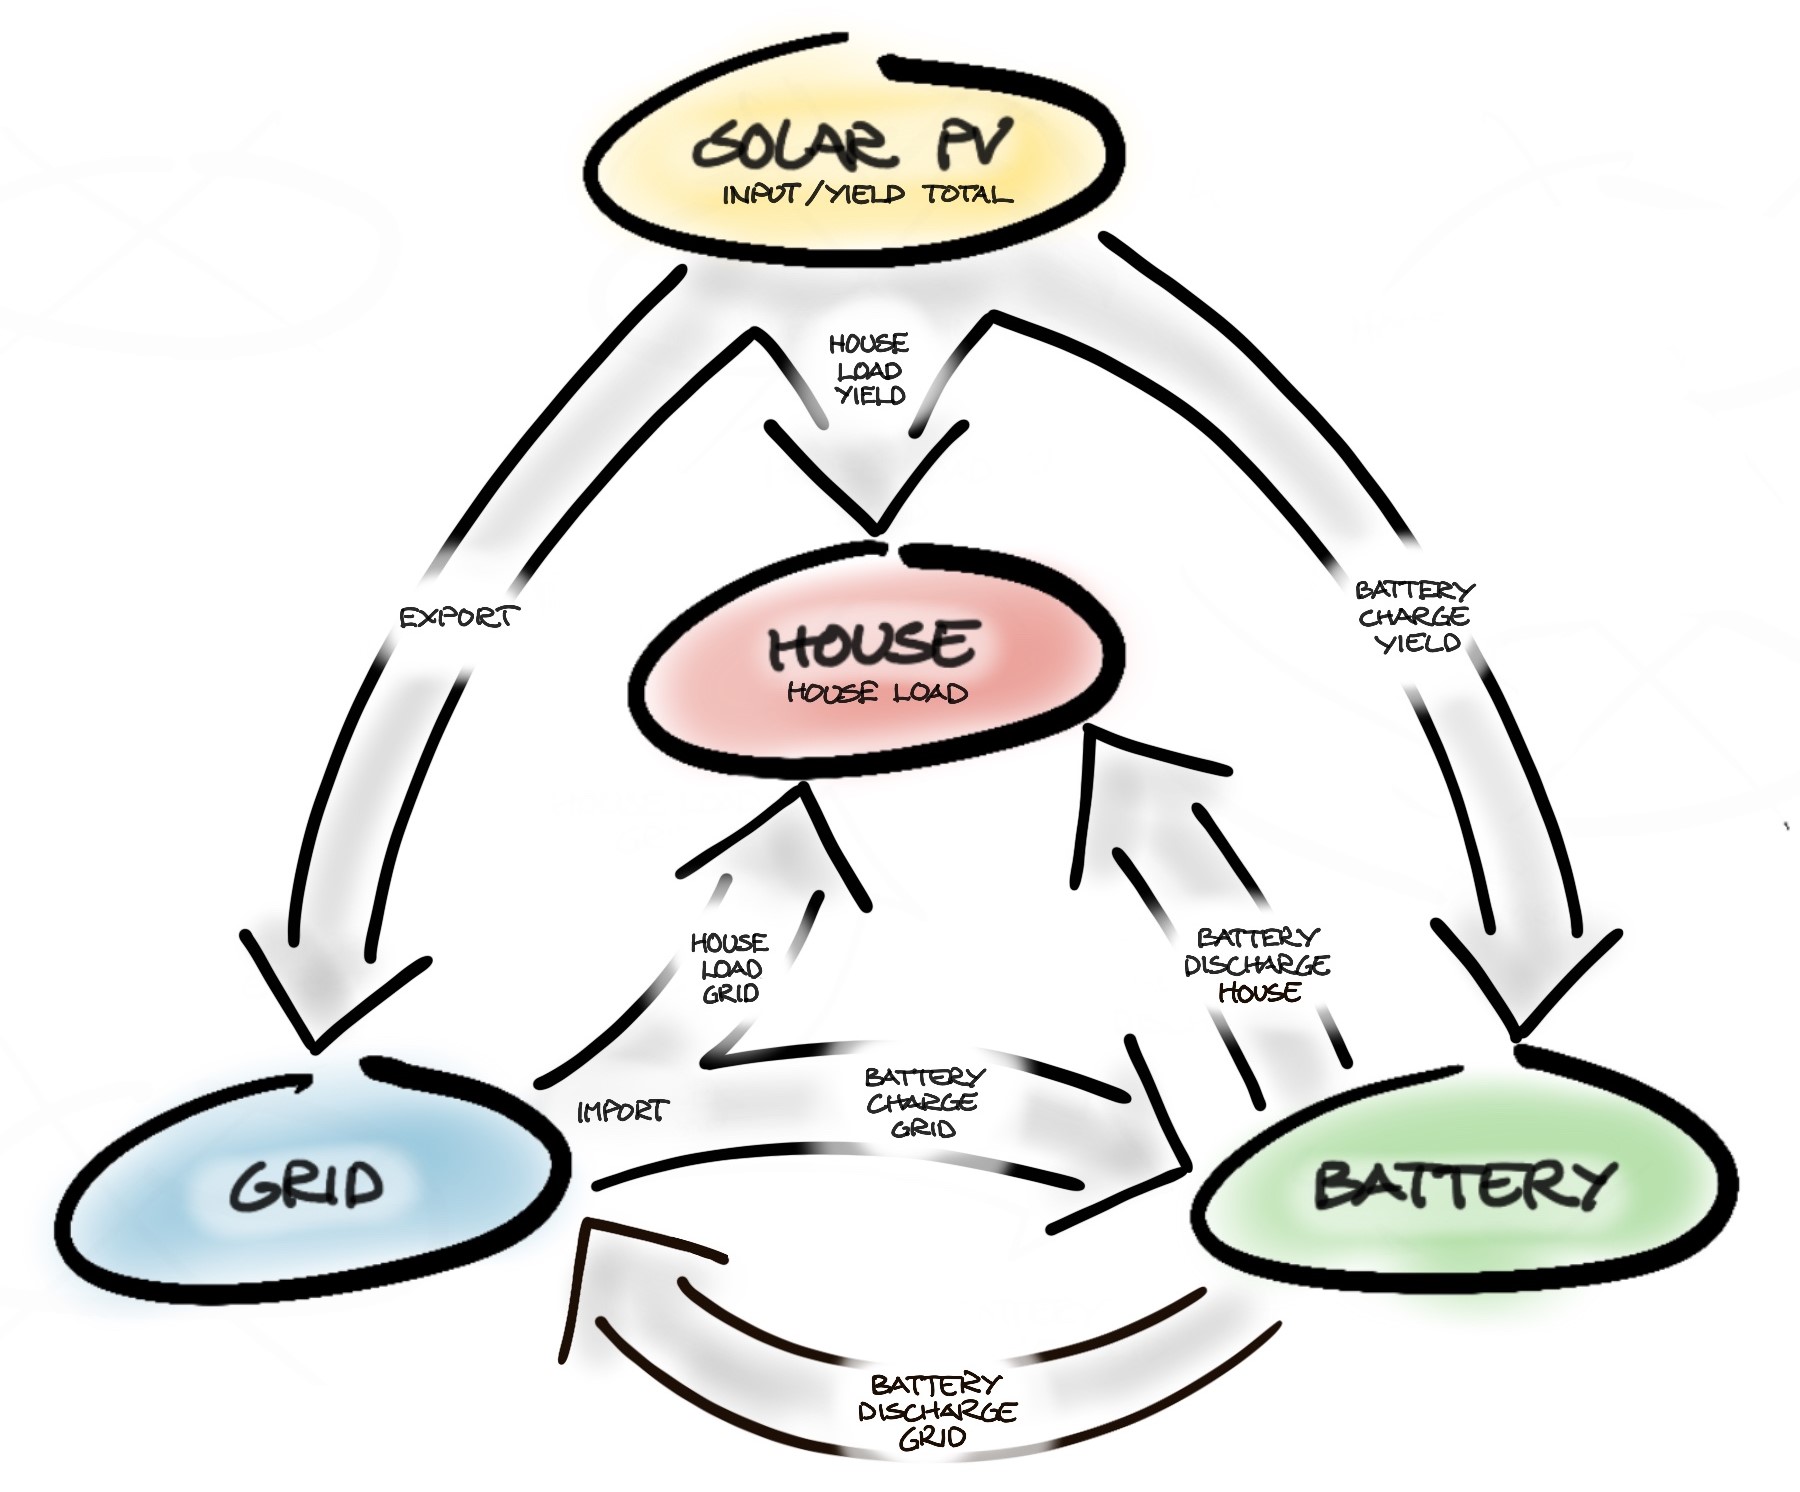 SOLAR PV
INPUT/YIELD TOTAL
HOUSE
LOAD
YIELD
EXPORT
BATTERY
CHARGE
YIELD
HOUSE
HOUSE LOAD
HOUSE
LOAD
GRID
BATTERY
DISCHARGE
HOUSE
IMPORT
BATTERY
CHARGE
GRID
GRID
BATTERY
BATTERY
DISCHARGE
GRID